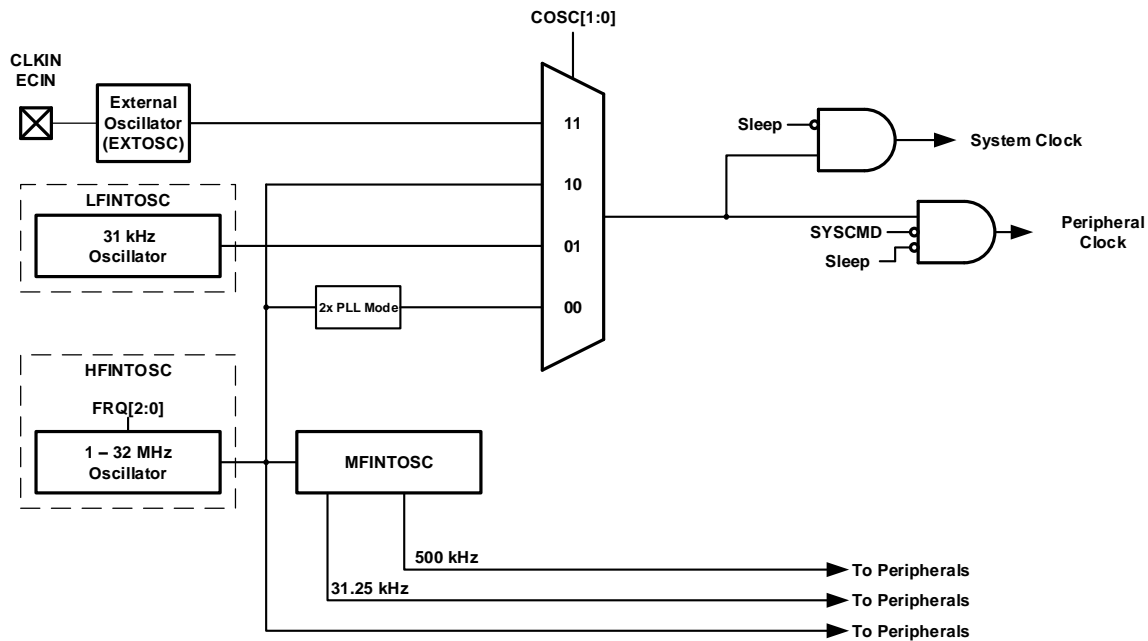 COSC[1:0]
CLKIN
ECIN
External
Oscillator
(EXTOSC)
11
Sleep
System Clock
LFINTOSC
10
31 kHz
Oscillator
01
SYSCMD
Sleep
Peripheral
Clock
2x PLL Mode
00
HFINTOSC
FRQ[2:0]
1 – 32 MHz
Oscillator
MFINTOSC
500 kHz
To Peripherals
31.25 kHz
To Peripherals
To Peripherals